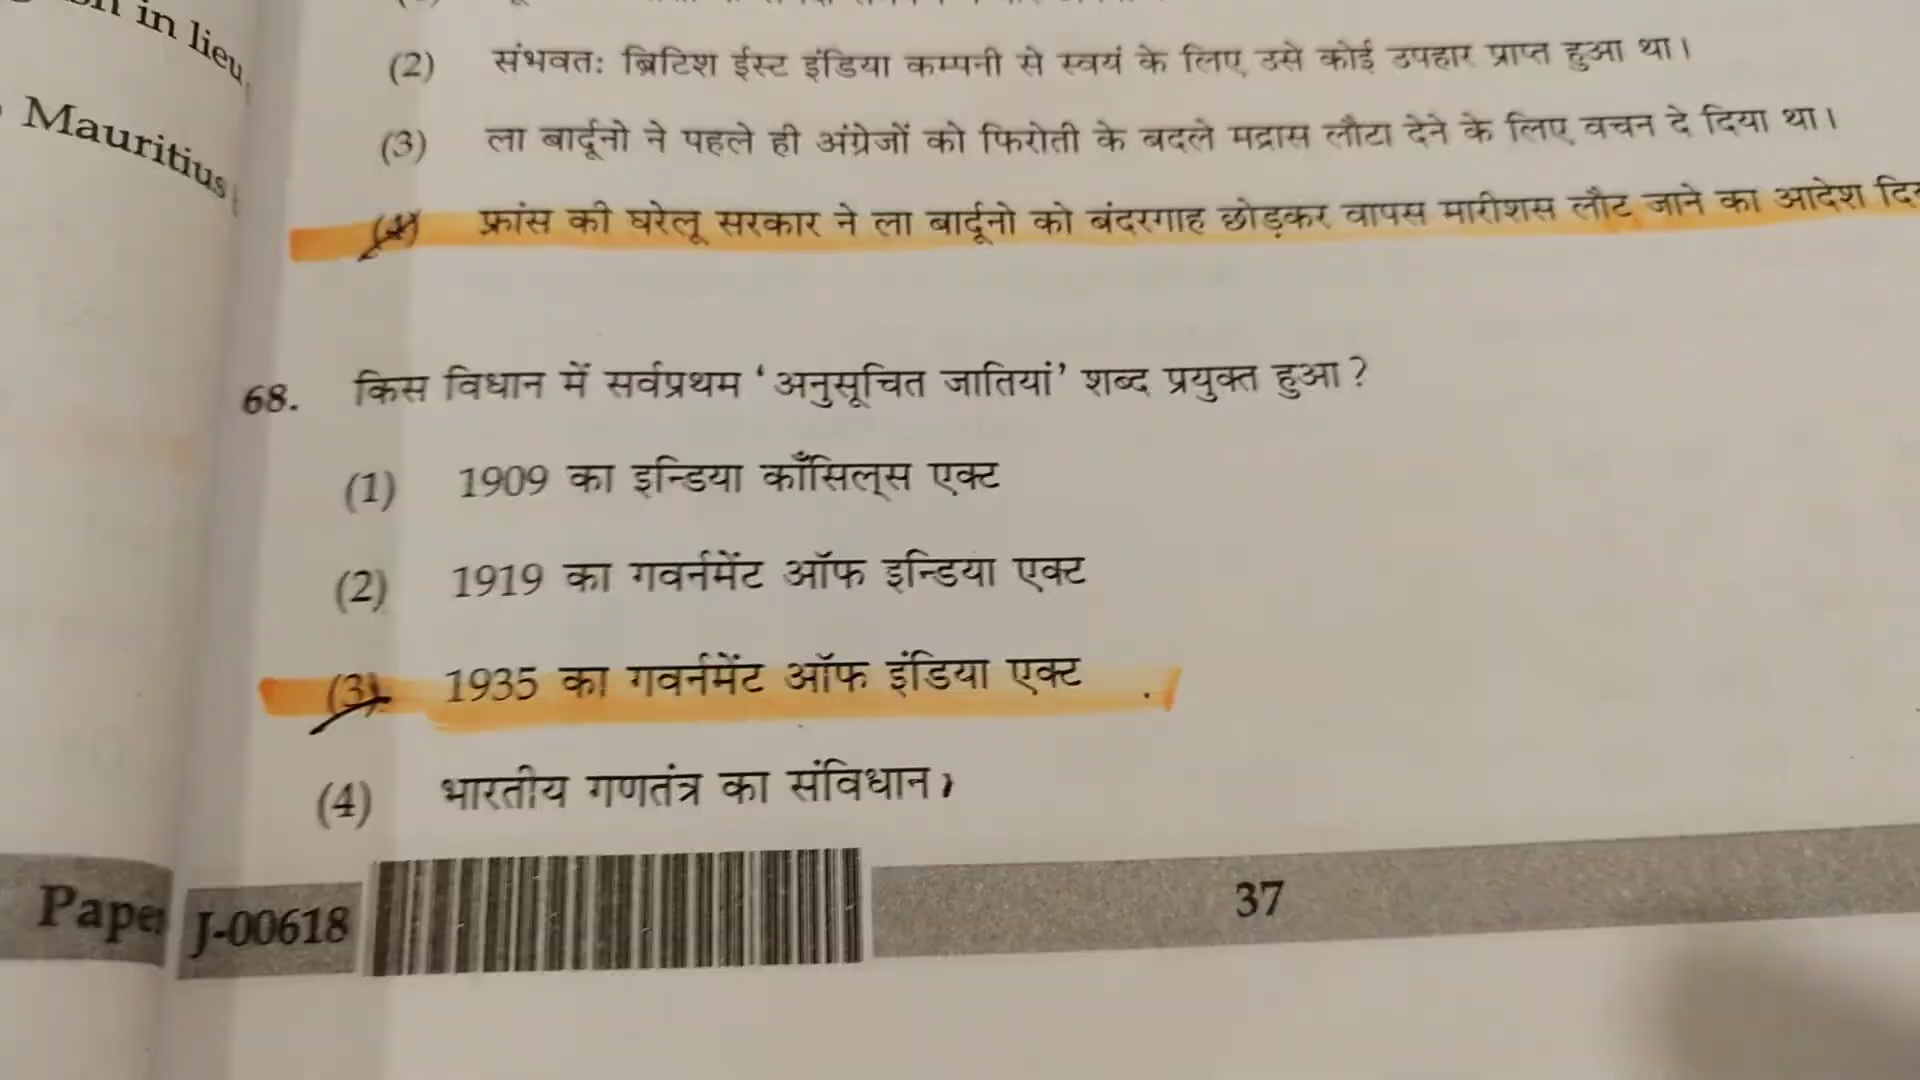 in lieu
Mauritius
(2) संभवतः ब्रिटिश ईस्ट इंडिया कम्पनी से स्वयं के लिए उसे कोई उपहार प्राप्त हुआ था।
(3) ला बार्दूनो ने पहले ही अंग्रेजों को फिरोती के बदले मद्रास लौटा देने के लिए वचन दे दिया था।
(4) फ्रांस की घरेलू सरकार ने ला बार्दूनो को बंदरगाह छोड़कर वापस मारीशस लौट जाने का आदेश
68. किस विधान में सर्वप्रथम 'अनुसूचित जातियां' शब्द प्रयुक्त हुआ ?
(1) 1909 का इन्डिया काँसिल्स एक्ट
(2) 1919 का गवर्नमेंट ऑफ इन्डिया एक्ट
(3) 1935 का गवर्नमेंट ऑफ इंडिया एक्ट
(4) भारतीय गणतंत्र का संविधान
J-00618
37